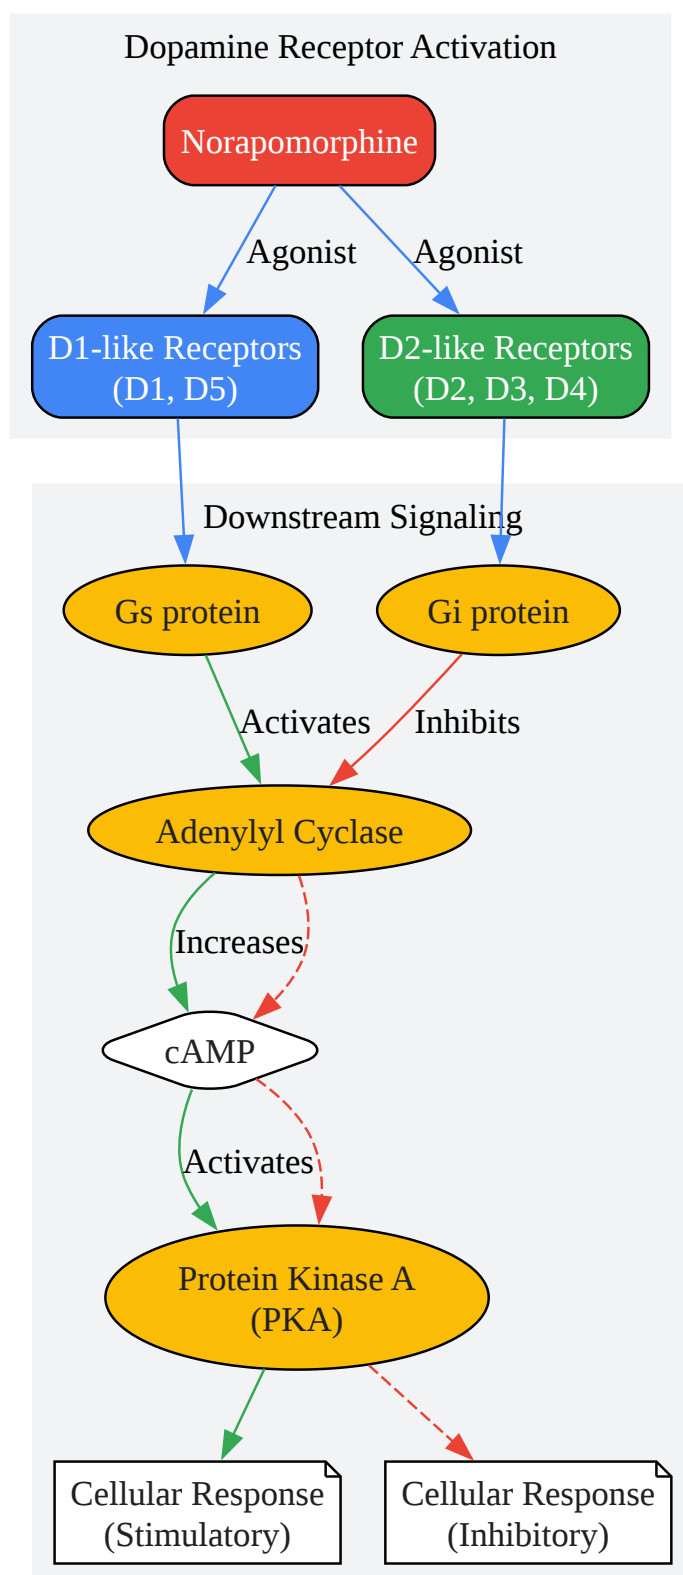 Dopamine Receptor Activation
Norapomorphine
Agonist
Agonist
D1-like Receptors
(D1, D5)
D2-like Receptors
(D2, D3, D4)
Downstream Signaling
Gs protein
Gi protein
Activates
Inhibits
Adenylyl Cyclase
Increases
cAMP
Activates
Protein Kinase A
(PKA)
Cellular Response
(Stimulatory)
Cellular Response
(Inhibitory)